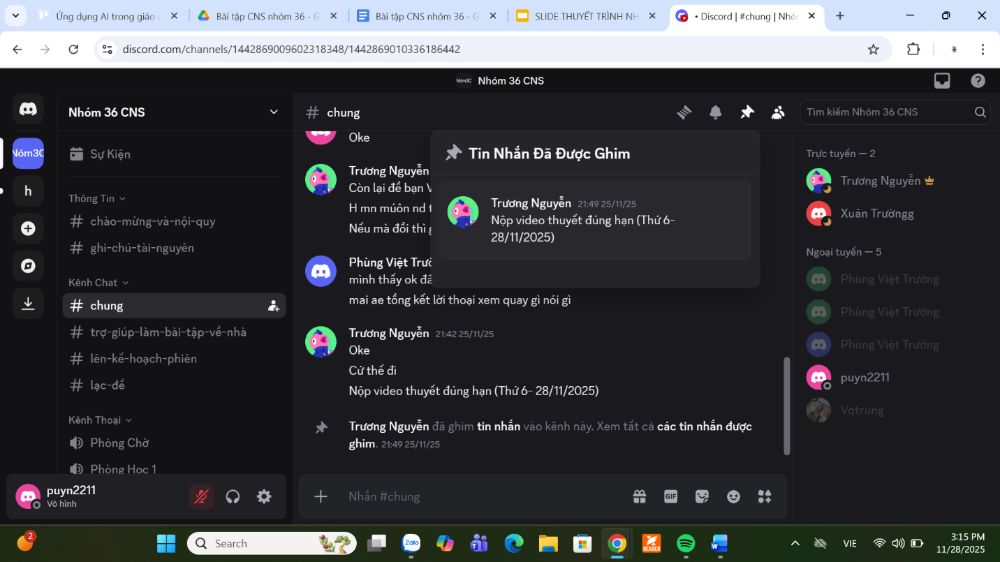 Ứng dụng AI trong giáo
Bài tập CNS nhóm 36 - G
Bài tập CNS nhóm 36 - G
SLIDE THUYẾT TRÌNH NH
• Discord | #chung | Nhó
discord.com/channels/1442869009602318348/1442869010336186442
Nóm3C
Nhóm 36 CNS
Nhóm 36 CNS
# chung
Tìm kiếm Nhóm 36 CNS
Nóm3C
h
Sự Kiện
Thông Tin
# chào-mừng-và-nội-quy
# ghi-chú-tài-nguyên
Kênh Chat
# chung
# trợ-giúp-làm-bài-tập-về-nhà
# lên-kế-hoạch-phiên
# lạc-đề
Kênh Thoại
Phòng Chờ
Phòng Học 1
puyn2211
Vô hình
Oke
Trương Nguyễn
Còn lại để bạn
H mn múôn nd
Nếu mà đổi thì
Phùng Việt
mình thấy ok
mai ae tổng kết lời thoại xem quay gì nói gì
Trương Nguyễn 21:42 25/11/25
Oke
Cứ thế đi
Nộp video thuyết đúng hạn (Thứ 6- 28/11/2025)
Trương Nguyễn đã ghim tin nhắn vào kênh này. Xem tất cả các tin nhắn được
ghim. 21:49 25/11/25
Nhắn #chung
GIF
Tin Nhắn Đã Được Ghim
Trương Nguyễn 21:49 25/11/25
Nộp video thuyết đúng hạn (Thứ 6-
28/11/2025)
Trực tuyến — 2
Trương Nguyễn
Xuân Trườngg
Ngoại tuyến — 5
Phùng Việt Trường
Phùng Việt Trường
Phùng Việt Trường
puyn2211
Vqtrung
2
Search
Zalo
READER
VIE
3:15 PM
11/28/2025